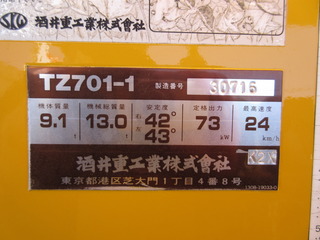 酒井重工業株式會社
TZ701-1 製造番号 30716
機体質量 機械総質量 安定度 定格出力 最高速度
9.1 13.0 右 42° 73 24
左 43° kW km/h
酒井重工業株式會社
東京都港区芝大門1丁目4番8号